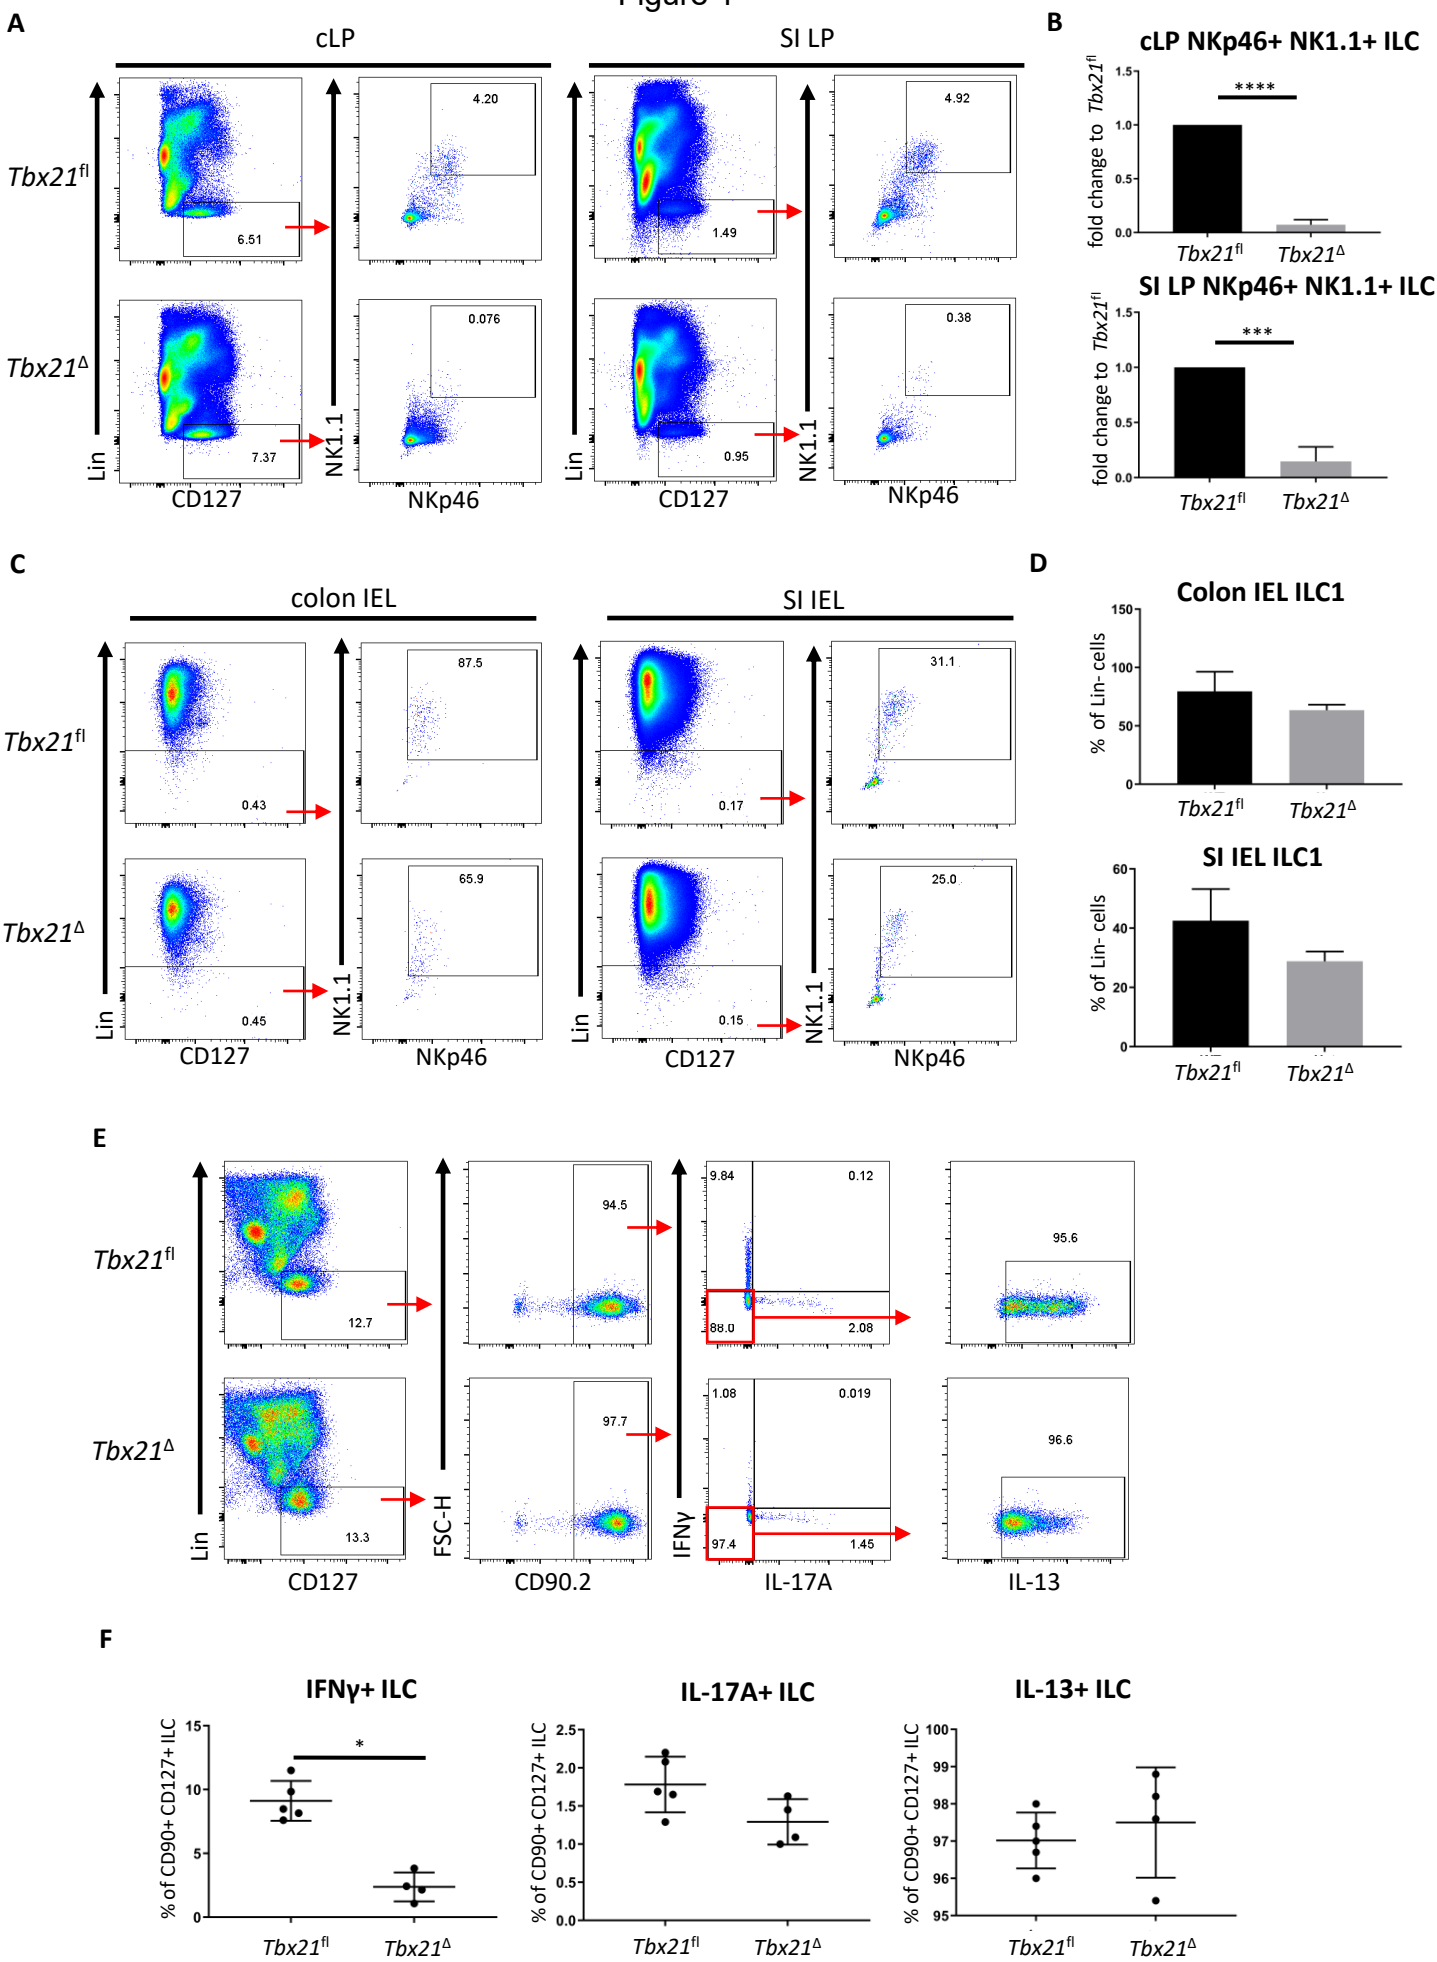 Figure 1
A
cLP
SI LP
Tbx21fl
4.20
6.51
4.92
1.49
Tbx21Δ
0.076
7.37
0.38
0.95
Lin
CD127
NK1.1
NKp46
Lin
CD127
NK1.1
NKp46
B
cLP NKp46+ NK1.1+ ILC
fold change to Tbx21fl
1.5
1.0
0.5
0.0
****
Tbx21fl
Tbx21Δ
SI LP NKp46+ NK1.1+ ILC
fold change to Tbx21fl
1.5
1.0
0.5
0.0
***
Tbx21fl
Tbx21Δ
C
colon IEL
SI IEL
Tbx21fl
87.5
0.43
31.1
0.17
Tbx21Δ
65.9
0.45
25.0
0.15
Lin
CD127
NK1.1
NKp46
Lin
CD127
NK1.1
NKp46
D
Colon IEL ILC1
% of Lin- cells
150
100
50
0
Tbx21fl
Tbx21Δ
SI IEL ILC1
% of Lin- cells
60
40
20
0
Tbx21fl
Tbx21Δ
E
Tbx21fl
12.7
94.5
9.84
0.12
88.0
2.08
95.6
Tbx21Δ
13.3
97.7
1.08
0.019
97.4
1.45
96.6
Lin
CD127
FSC-H
CD90.2
IFNγ
IL-17A
IL-13
F
IFNγ+ ILC
% of CD90+ CD127+ ILC
15
10
5
0
*
Tbx21fl
Tbx21Δ
IL-17A+ ILC
% of CD90+ CD127+ ILC
2.5
2.0
1.5
1.0
0.5
0.0
Tbx21fl
Tbx21Δ
IL-13+ ILC
% of CD90+ CD127+ ILC
100
99
98
97
96
95
Tbx21fl
Tbx21Δ